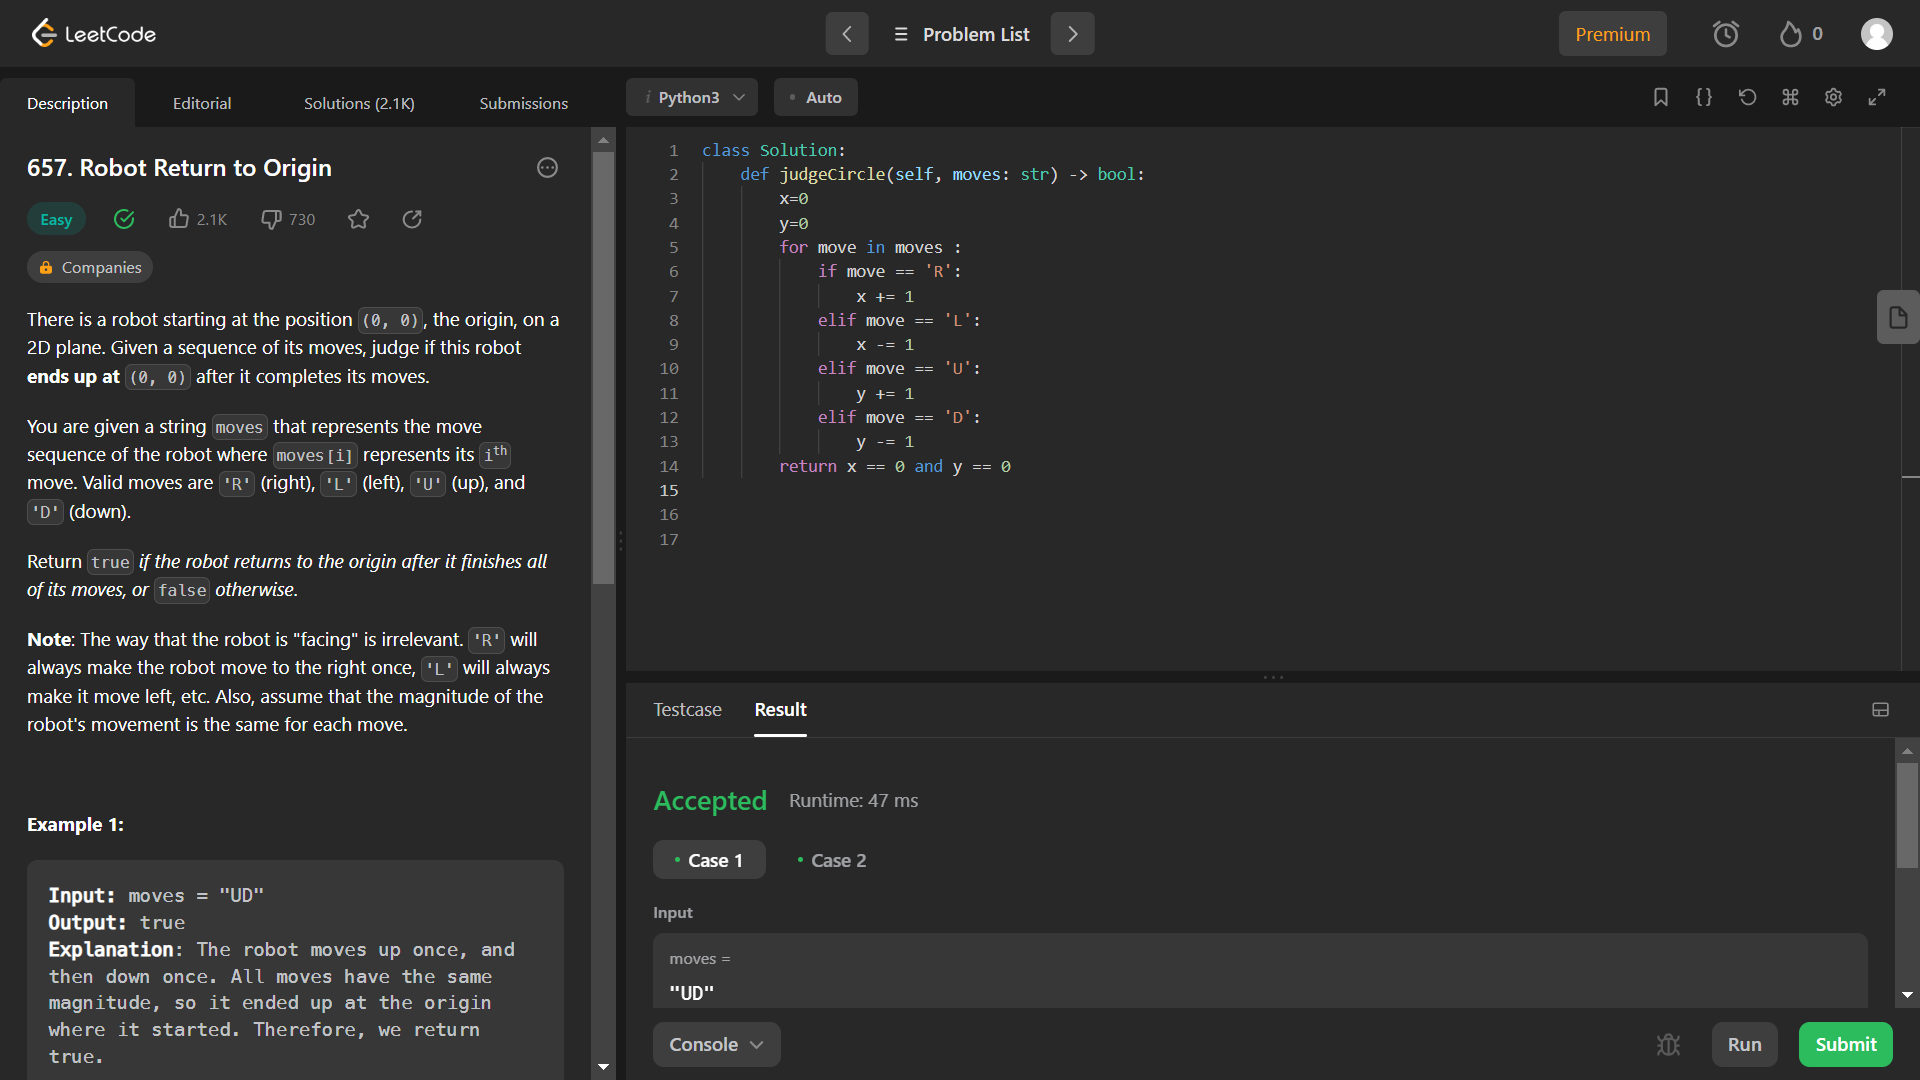 LeetCode
Problem List
Premium
0
Description
Editorial
Solutions (2.1K)
Submissions
657. Robot Return to Origin
Easy
2.1K
730
Companies
There is a robot starting at the position (0, 0), the origin, on a
2D plane. Given a sequence of its moves, judge if this robot
ends up at (0, 0) after it completes its moves.
You are given a string moves that represents the move
sequence of the robot where moves[i] represents its ith
move. Valid moves are 'R' (right), 'L' (left), 'U' (up), and
'D' (down).
Return true if the robot returns to the origin after it finishes all
of its moves, or false otherwise.
Note: The way that the robot is "facing" is irrelevant. 'R' will
always make the robot move to the right once, 'L' will always
make it move left, etc. Also, assume that the magnitude of the
robot's movement is the same for each move.
Example 1:
Input: moves = "UD"
Output: true
Explanation: The robot moves up once, and
then down once. All moves have the same
magnitude, so it ended up at the origin
where it started. Therefore, we return
true.
i Python3
Auto
1 class Solution:
2 def judgeCircle(self, moves: str) -> bool:
3 x=0
4 y=0
5 for move in moves :
6 if move == 'R':
7 x += 1
8 elif move == 'L':
9 x -= 1
10 elif move == 'U':
11 y += 1
12 elif move == 'D':
13 y -= 1
14 return x == 0 and y == 0
15
16
17
Testcase
Result
Accepted
Runtime: 47 ms
Case 1
Case 2
Input
moves =
"UD"
Console
Run
Submit